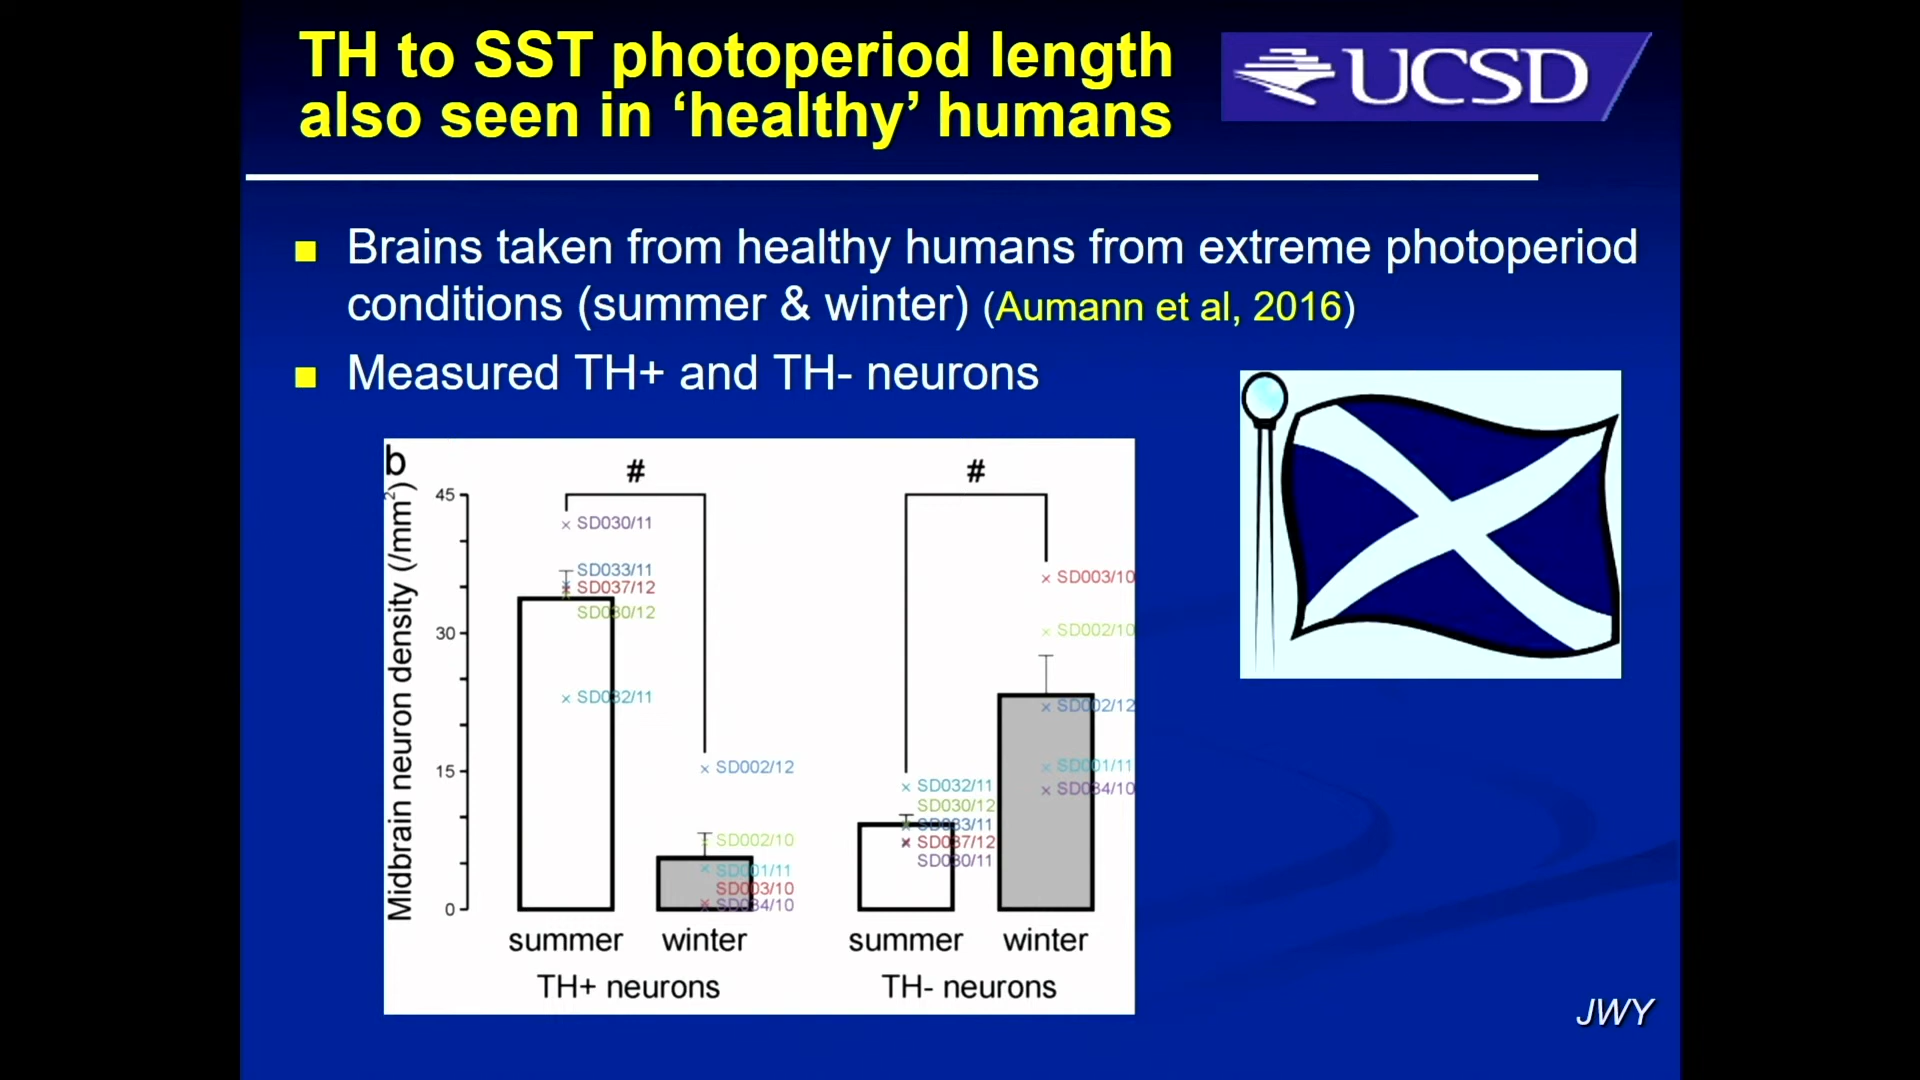 TH to SST photoperiod length
also seen in ‘healthy’ humans
UCSD
Brains taken from healthy humans from extreme photoperiod
conditions (summer & winter) (Aumann et al, 2016)
Measured TH+ and TH- neurons
b
Midbrain neuron density (/mm²)
45
30
15
0
#
#
SD030/11
SD033/11
SD037/12
SD030/12
SD032/11
SD002/12
SD002/10
SD001/11
SD003/10
SD034/10
SD032/11
SD030/12
SD033/11
SD037/12
SD030/11
SD003/10
SD002/10
SD002/12
SD001/11
SD034/10
summer winter summer winter
TH+ neurons TH- neurons
JWY